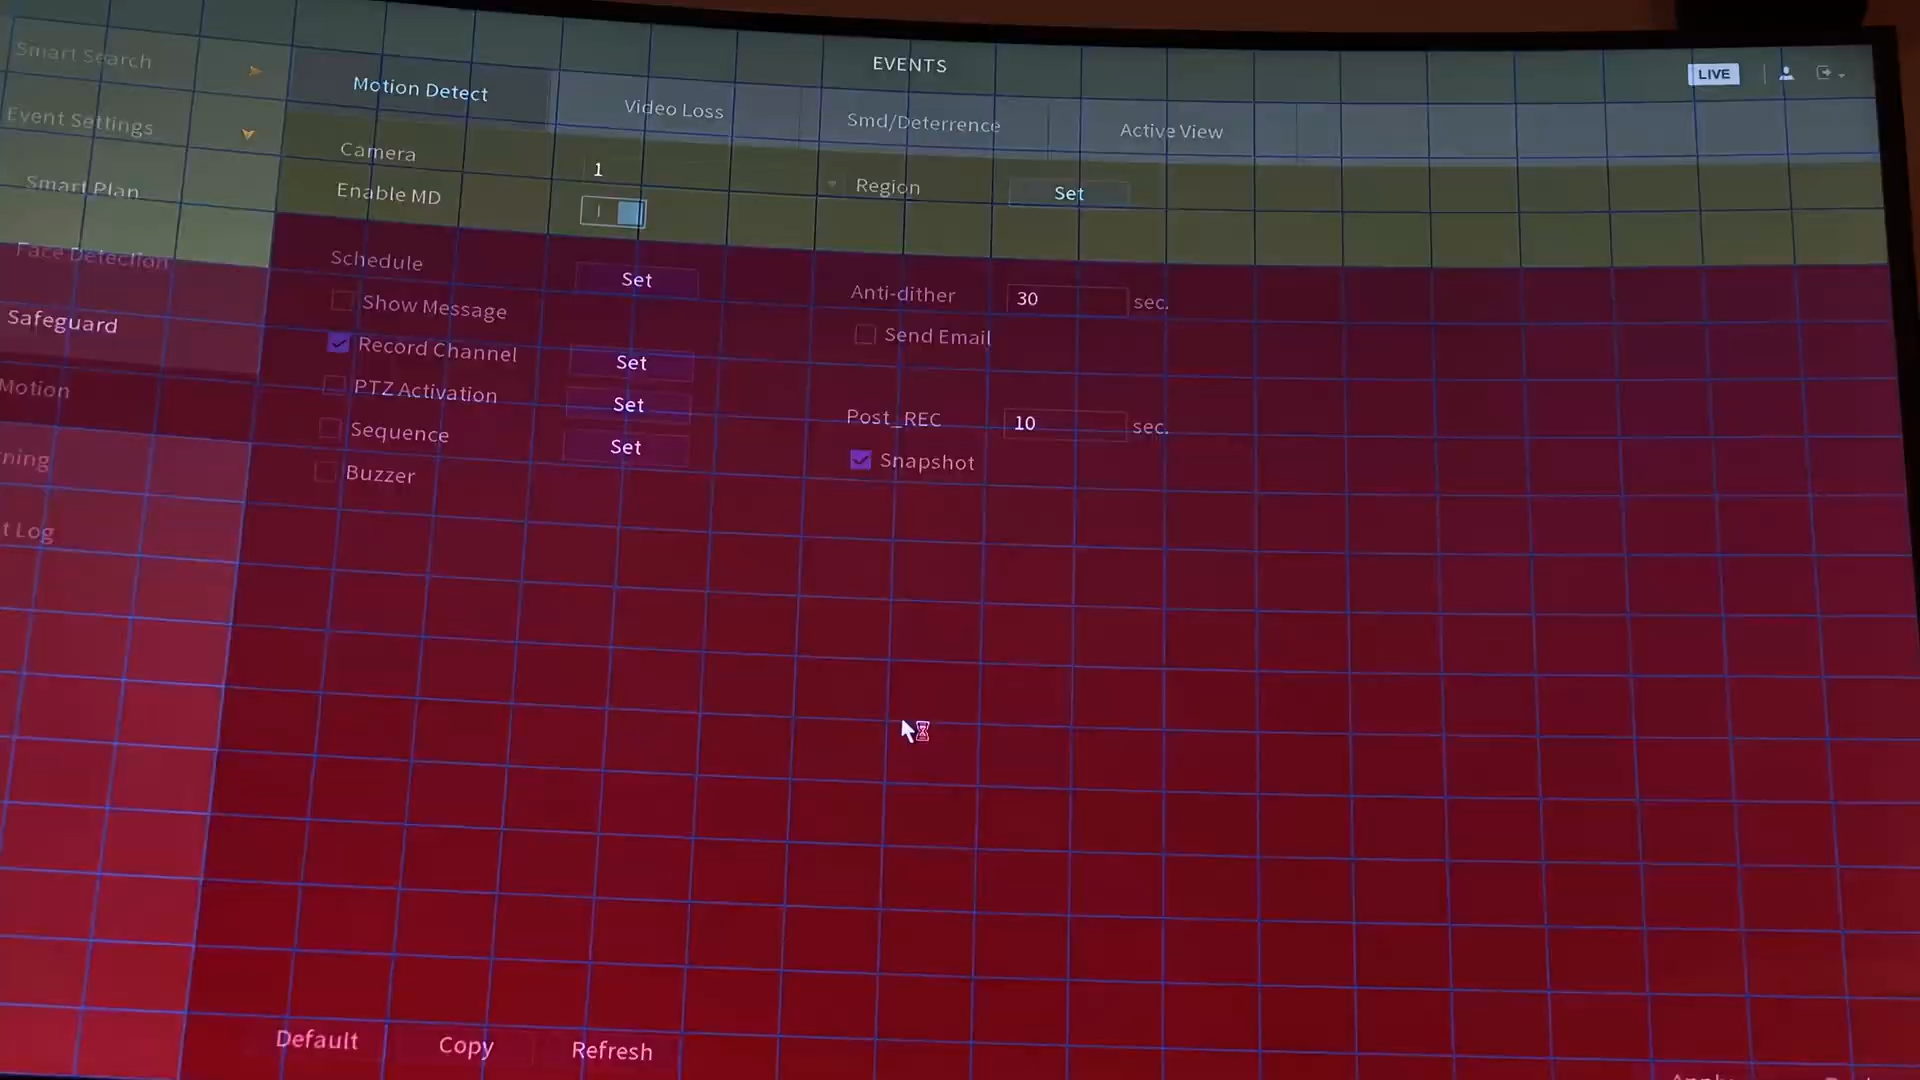 EVENTS
LIVE
Smart Search
Event Settings
Smart Plan
Face Detection
Safeguard
Motion
t Log
Motion Detect
Video Loss
Smd/Deterrence
Active View
Camera 1
Region Set
Enable MD
Schedule Set
Anti-dither 30 sec.
Show Message
Send Email
Record Channel Set
PTZ Activation Set
Post_REC 10 sec.
Sequence Set
Snapshot
Buzzer
Default Copy Refresh